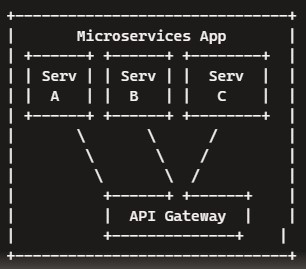 Microservices App
Serv Serv Serv
A B C
API Gateway